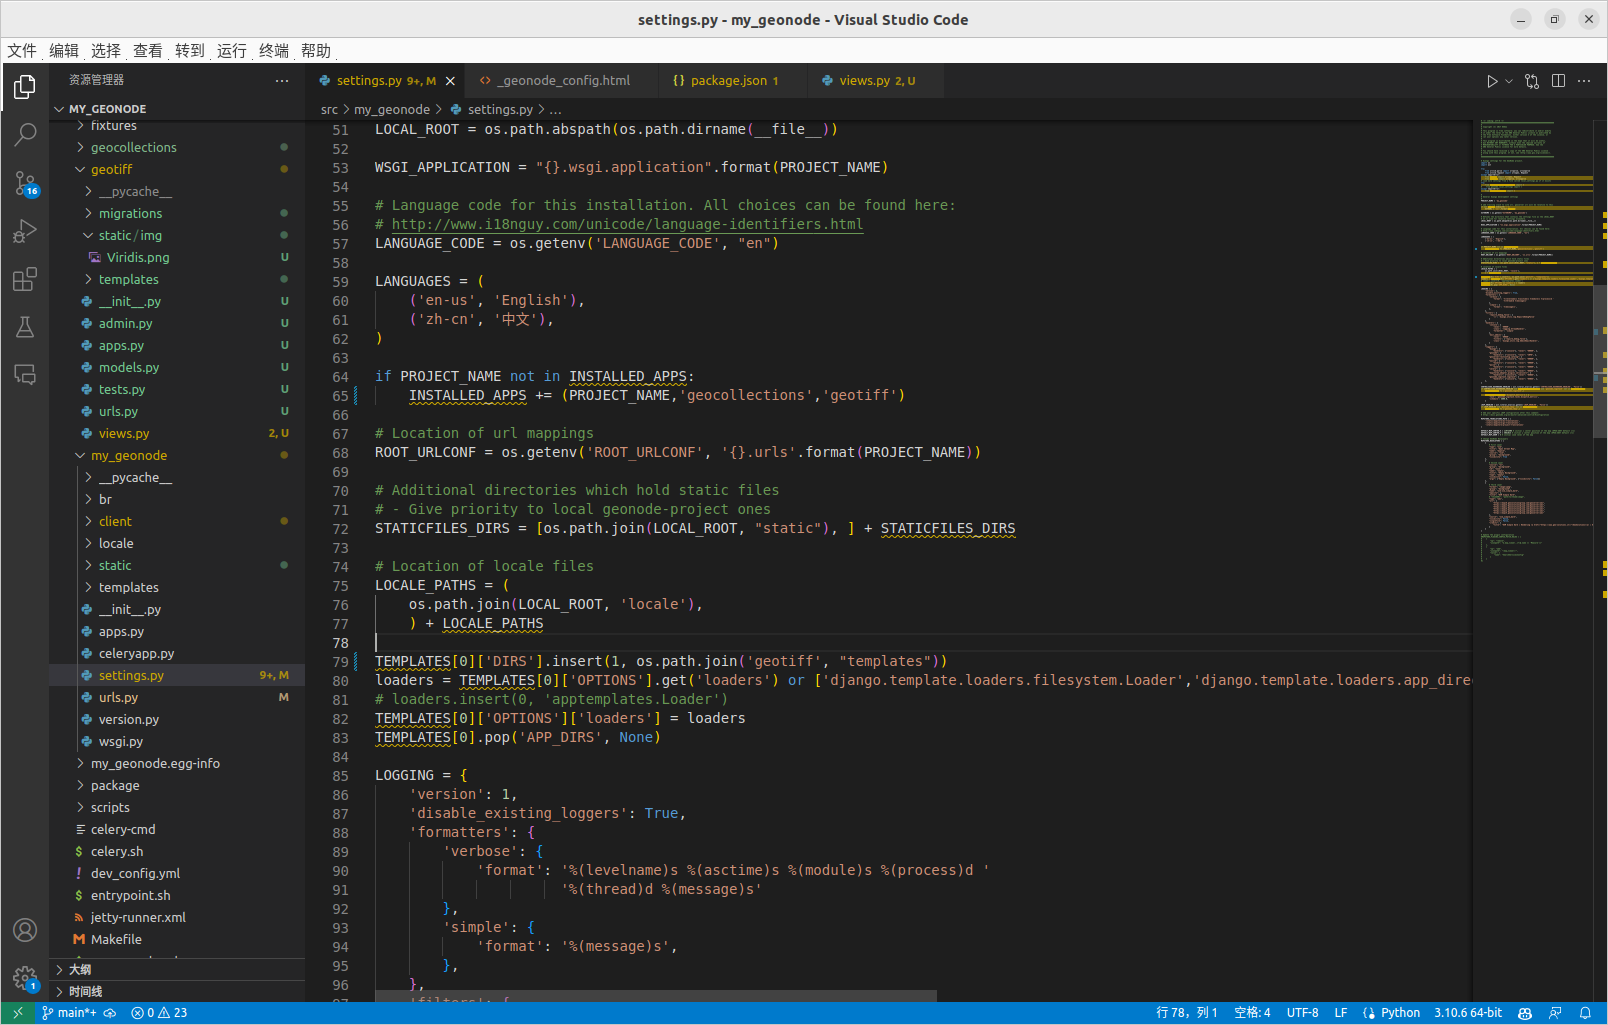 settings.py - my_geonode - Visual Studio Code
文件 编辑 选择 查看 转到 运行 终端 帮助
资源管理器
MY_GEONODE
fixtures
geocollections
geotiff
__pycache__
migrations
static/img
Viridis.png U
templates
__init__.py U
admin.py U
apps.py U
models.py U
tests.py U
urls.py U
views.py 2, U
my_geonode
__pycache__
br
client
locale
static
templates
__init__.py
apps.py
celeryapp.py
settings.py 9+, M
urls.py M
version.py
wsgi.py
my_geonode.egg-info
package
scripts
celery-cmd
celery.sh
dev_config.yml
entrypoint.sh
jetty-runner.xml
Makefile
大纲
时间线
16
1
settings.py 9+, M _geonode_config.html package.json 1 views.py 2, U
src > my_geonode > settings.py > ...
51 LOCAL_ROOT = os.path.abspath(os.path.dirname(__file__))
52
53 WSGI_APPLICATION = "{}.wsgi.application".format(PROJECT_NAME)
54
55 # Language code for this installation. All choices can be found here:
56 # http://www.i18nguy.com/unicode/language-identifiers.html
57 LANGUAGE_CODE = os.getenv('LANGUAGE_CODE', "en")
58
59 LANGUAGES = (
60 ('en-us', 'English'),
61 ('zh-cn', '中文'),
62 )
63
64 if PROJECT_NAME not in INSTALLED_APPS:
65 INSTALLED_APPS += (PROJECT_NAME,'geocollections','geotiff')
66
67 # Location of url mappings
68 ROOT_URLCONF = os.getenv('ROOT_URLCONF', '{}.urls'.format(PROJECT_NAME))
69
70 # Additional directories which hold static files
71 # - Give priority to local geonode-project ones
72 STATICFILES_DIRS = [os.path.join(LOCAL_ROOT, "static"), ] + STATICFILES_DIRS
73
74 # Location of locale files
75 LOCALE_PATHS = (
76 os.path.join(LOCAL_ROOT, 'locale'),
77 ) + LOCALE_PATHS
78
79 TEMPLATES[0]['DIRS'].insert(1, os.path.join('geotiff', "templates"))
80 loaders = TEMPLATES[0]['OPTIONS'].get('loaders') or ['django.template.loaders.filesystem.Loader','django.template.loaders.app_dire
81 # loaders.insert(0, 'apptemplates.Loader')
82 TEMPLATES[0]['OPTIONS']['loaders'] = loaders
83 TEMPLATES[0].pop('APP_DIRS', None)
84
85 LOGGING = {
86 'version': 1,
87 'disable_existing_loggers': True,
88 'formatters': {
89 'verbose': {
90 'format': '%(levelname)s %(asctime)s %(module)s %(process)d '
91 '%(thread)d %(message)s'
92 },
93 'simple': {
94 'format': '%(message)s',
95 },
96 },
97 'filters': {
main*+ 0 23 行 78，列 1 空格: 4 UTF-8 LF Python 3.10.6 64-bit